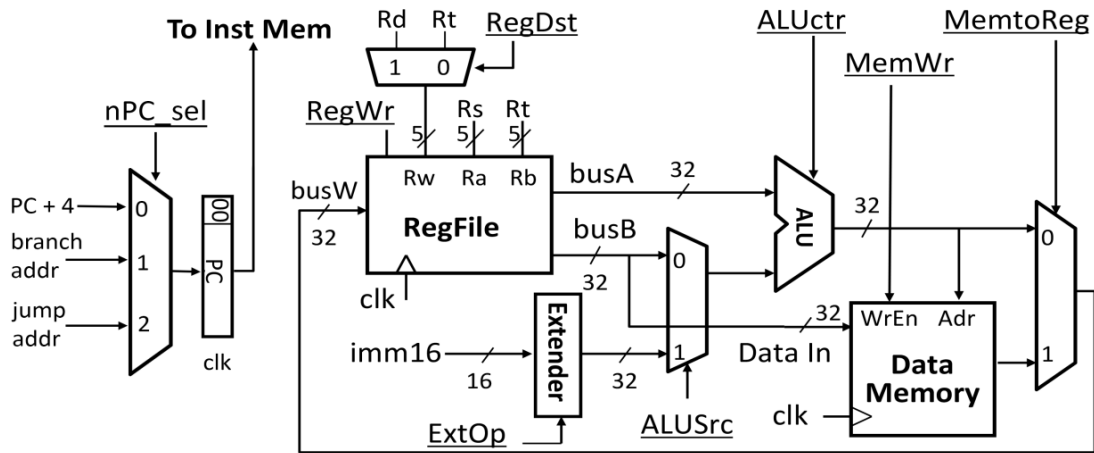 To Inst Mem
Rd Rt
RegDst
ALUctr
MemtoReg
1 0
MemWr
nPC_sel
RegWr
Rs
Rt
5
5
5
busW
Rw Ra Rb
busA
32
PC + 4
0
00
32
RegFile
ALU
32
0
branch
addr
1
PC
busB
0
32
clk
jump
addr
2
Extender
32
WrEn Adr
imm16
16
32
1
Data In
Data
Memory
1
clk
clk
ExtOp
ALUSrc